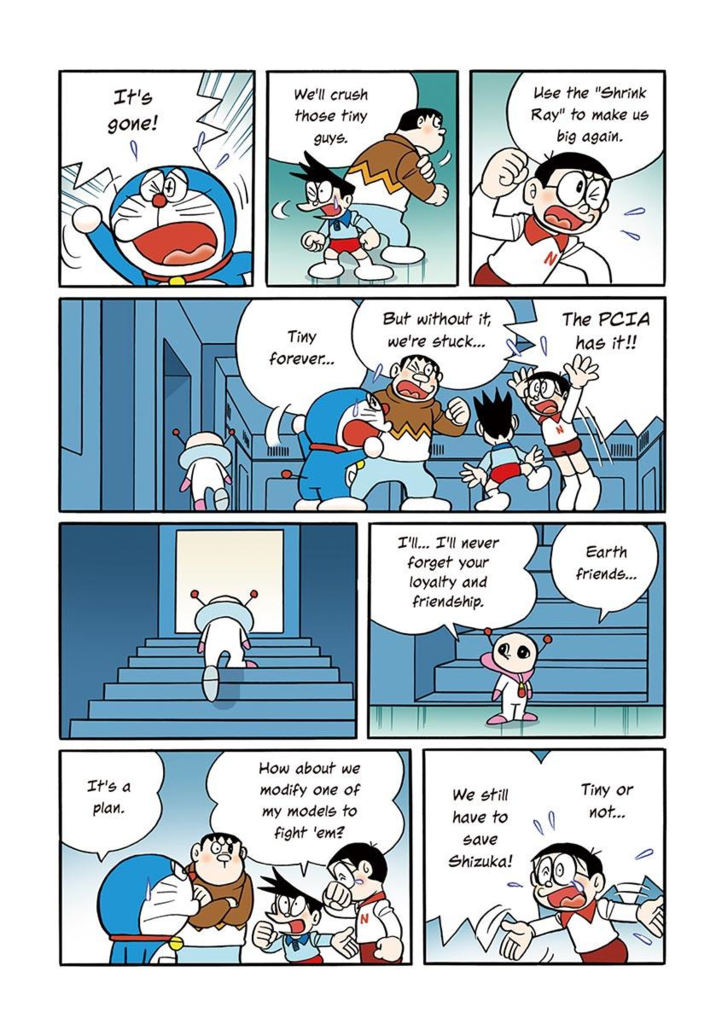 Use the "Shrink
Ray" to make us
big again.
N
We'll crush
those tiny
guys.
It's
gone!
The PCIA
has it!!
N
But without it,
we're stuck...
Tiny
forever...
Earth
friends...
I'll... I'll never
forget your
loyalty and
friendship.
Tiny or
not...
We still
have to
save
Shizuka!
N
How about we
modify one of
my models to
fight 'em?
N
It's a
plan.